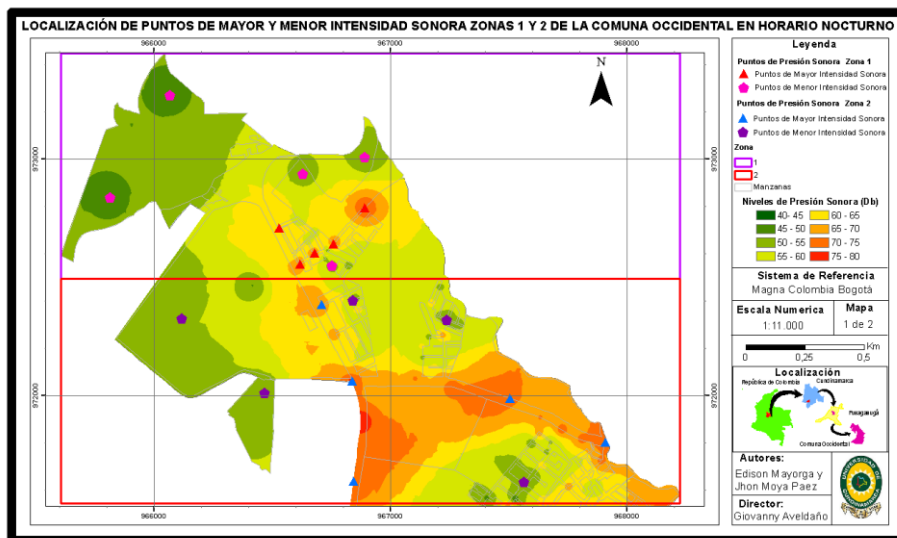 LOCALIZACIÓN DE PUNTOS DE MAYOR Y MENOR INTENSIDAD SONORA ZONAS 1 Y 2 DE LA COMUNA OCCIDENTAL EN HORARIO NOCTURNO
966000 967000 968000
N
973000 973000
972000 972000
966000 967000 968000
Leyenda
Puntos de Presión Sonora Zona 1
Puntos de Mayor Intensidad Sonora
Puntos de Menor Intensidad Sonora
Puntos de Presión Sonora Zona 2
Puntos de Mayor Intensidad Sonora
Puntos de Menor Intensidad Sonora
Zona
1
2
Manzanas
Niveles de Presión Sonora (Db)
40- 45 60 - 65
45 - 50 65 - 70
50 - 55 70 - 75
55 - 60 75 - 80
Sistema de Referencia
Magna Colombia Bogotá
Escala Numerica Mapa
1:11.000 1 de 2
Km
0 0,25 0,5
Localización
República de Colombia Cundinamarca
Fusagasugá
Comuna Occidental
Autores:
Edison Mayorga y
Jhon Moya Paez
Director:
Giovanny Aveldaño